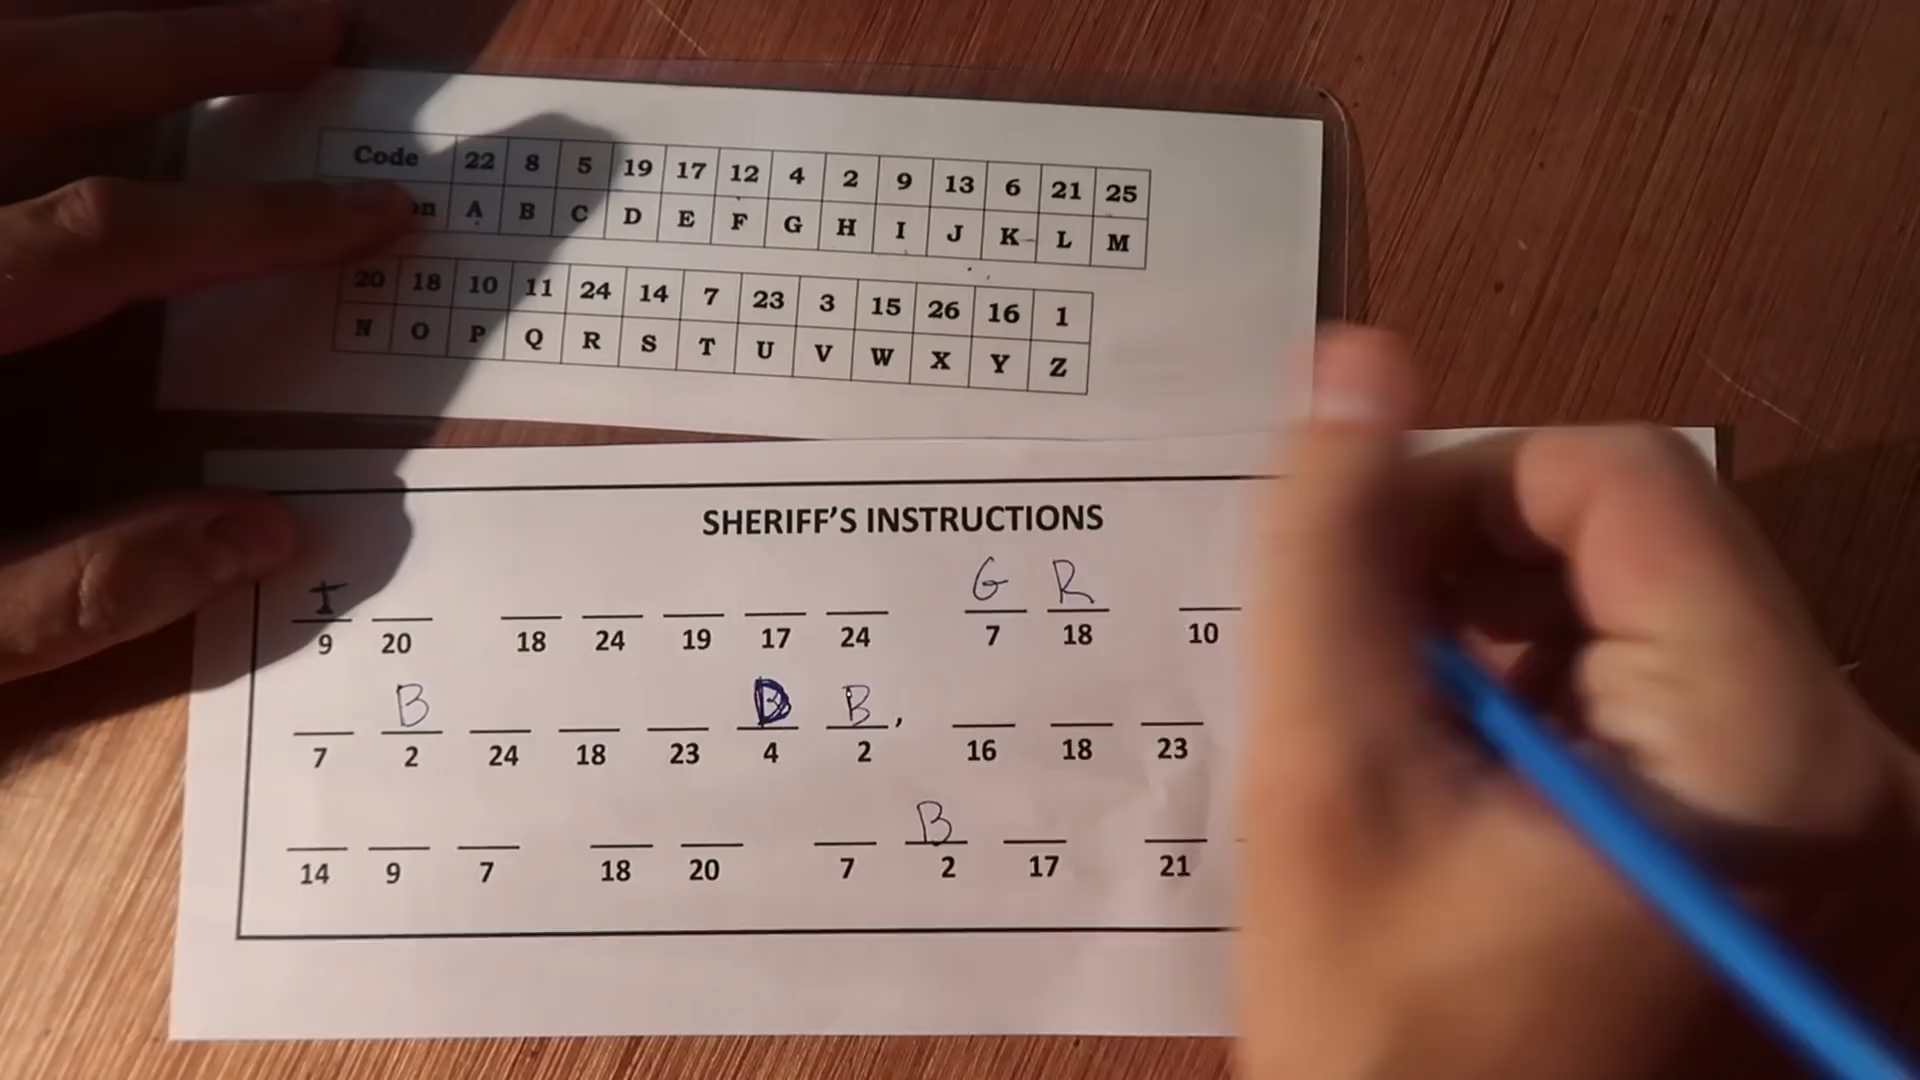 Code 22 8 5 19 17 12 4 2 9 13 6 21 25
A B C D E F G H I J K L M
20 18 10 11 24 14 7 23 3 15 26 16 1
N O P Q R S T U V W X Y Z
SHERIFF'S INSTRUCTIONS
I G R
9 20 18 24 19 17 24 7 18 10
B B ,
7 2 24 18 23 4 2 16 18 23
B
14 9 7 18 20 7 2 17 21